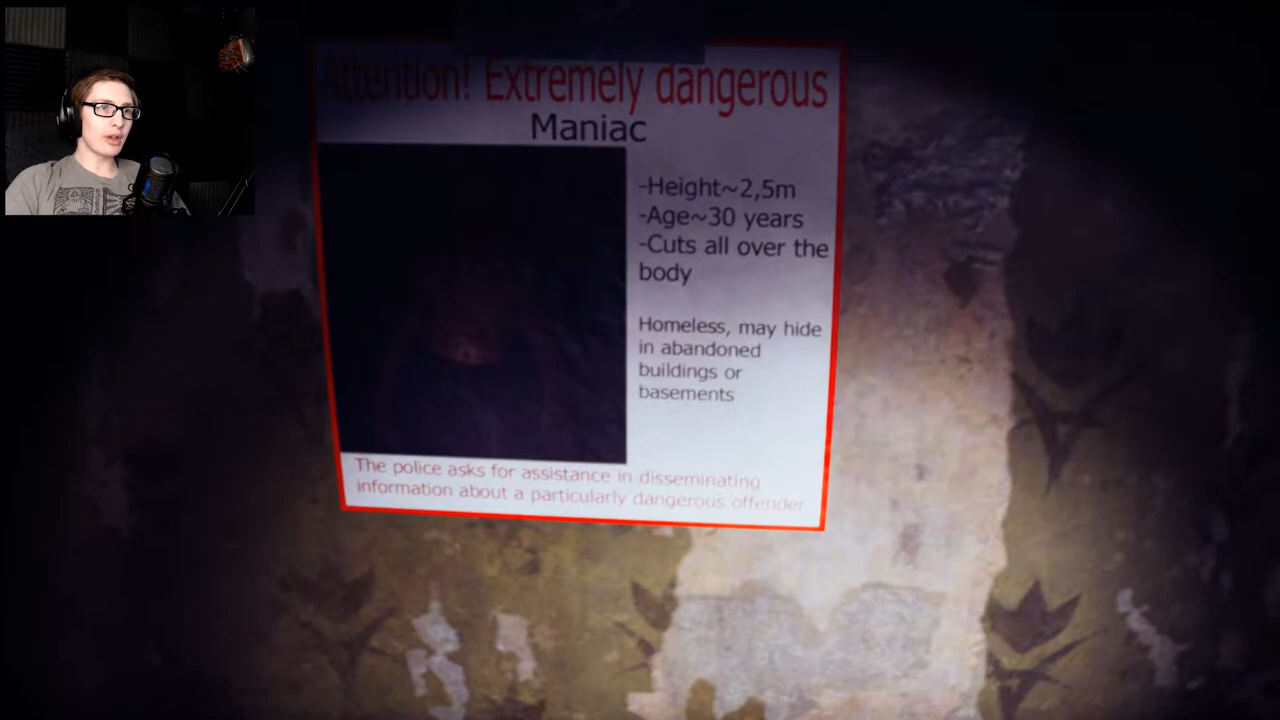 Attention! Extremely dangerous
Maniac
-Height~2,5m
-Age~30 years
-Cuts all over the
body
Homeless, may hide
in abandoned
buildings or
basements
The police asks for assistance in disseminating
information about a particularly dangerous offender